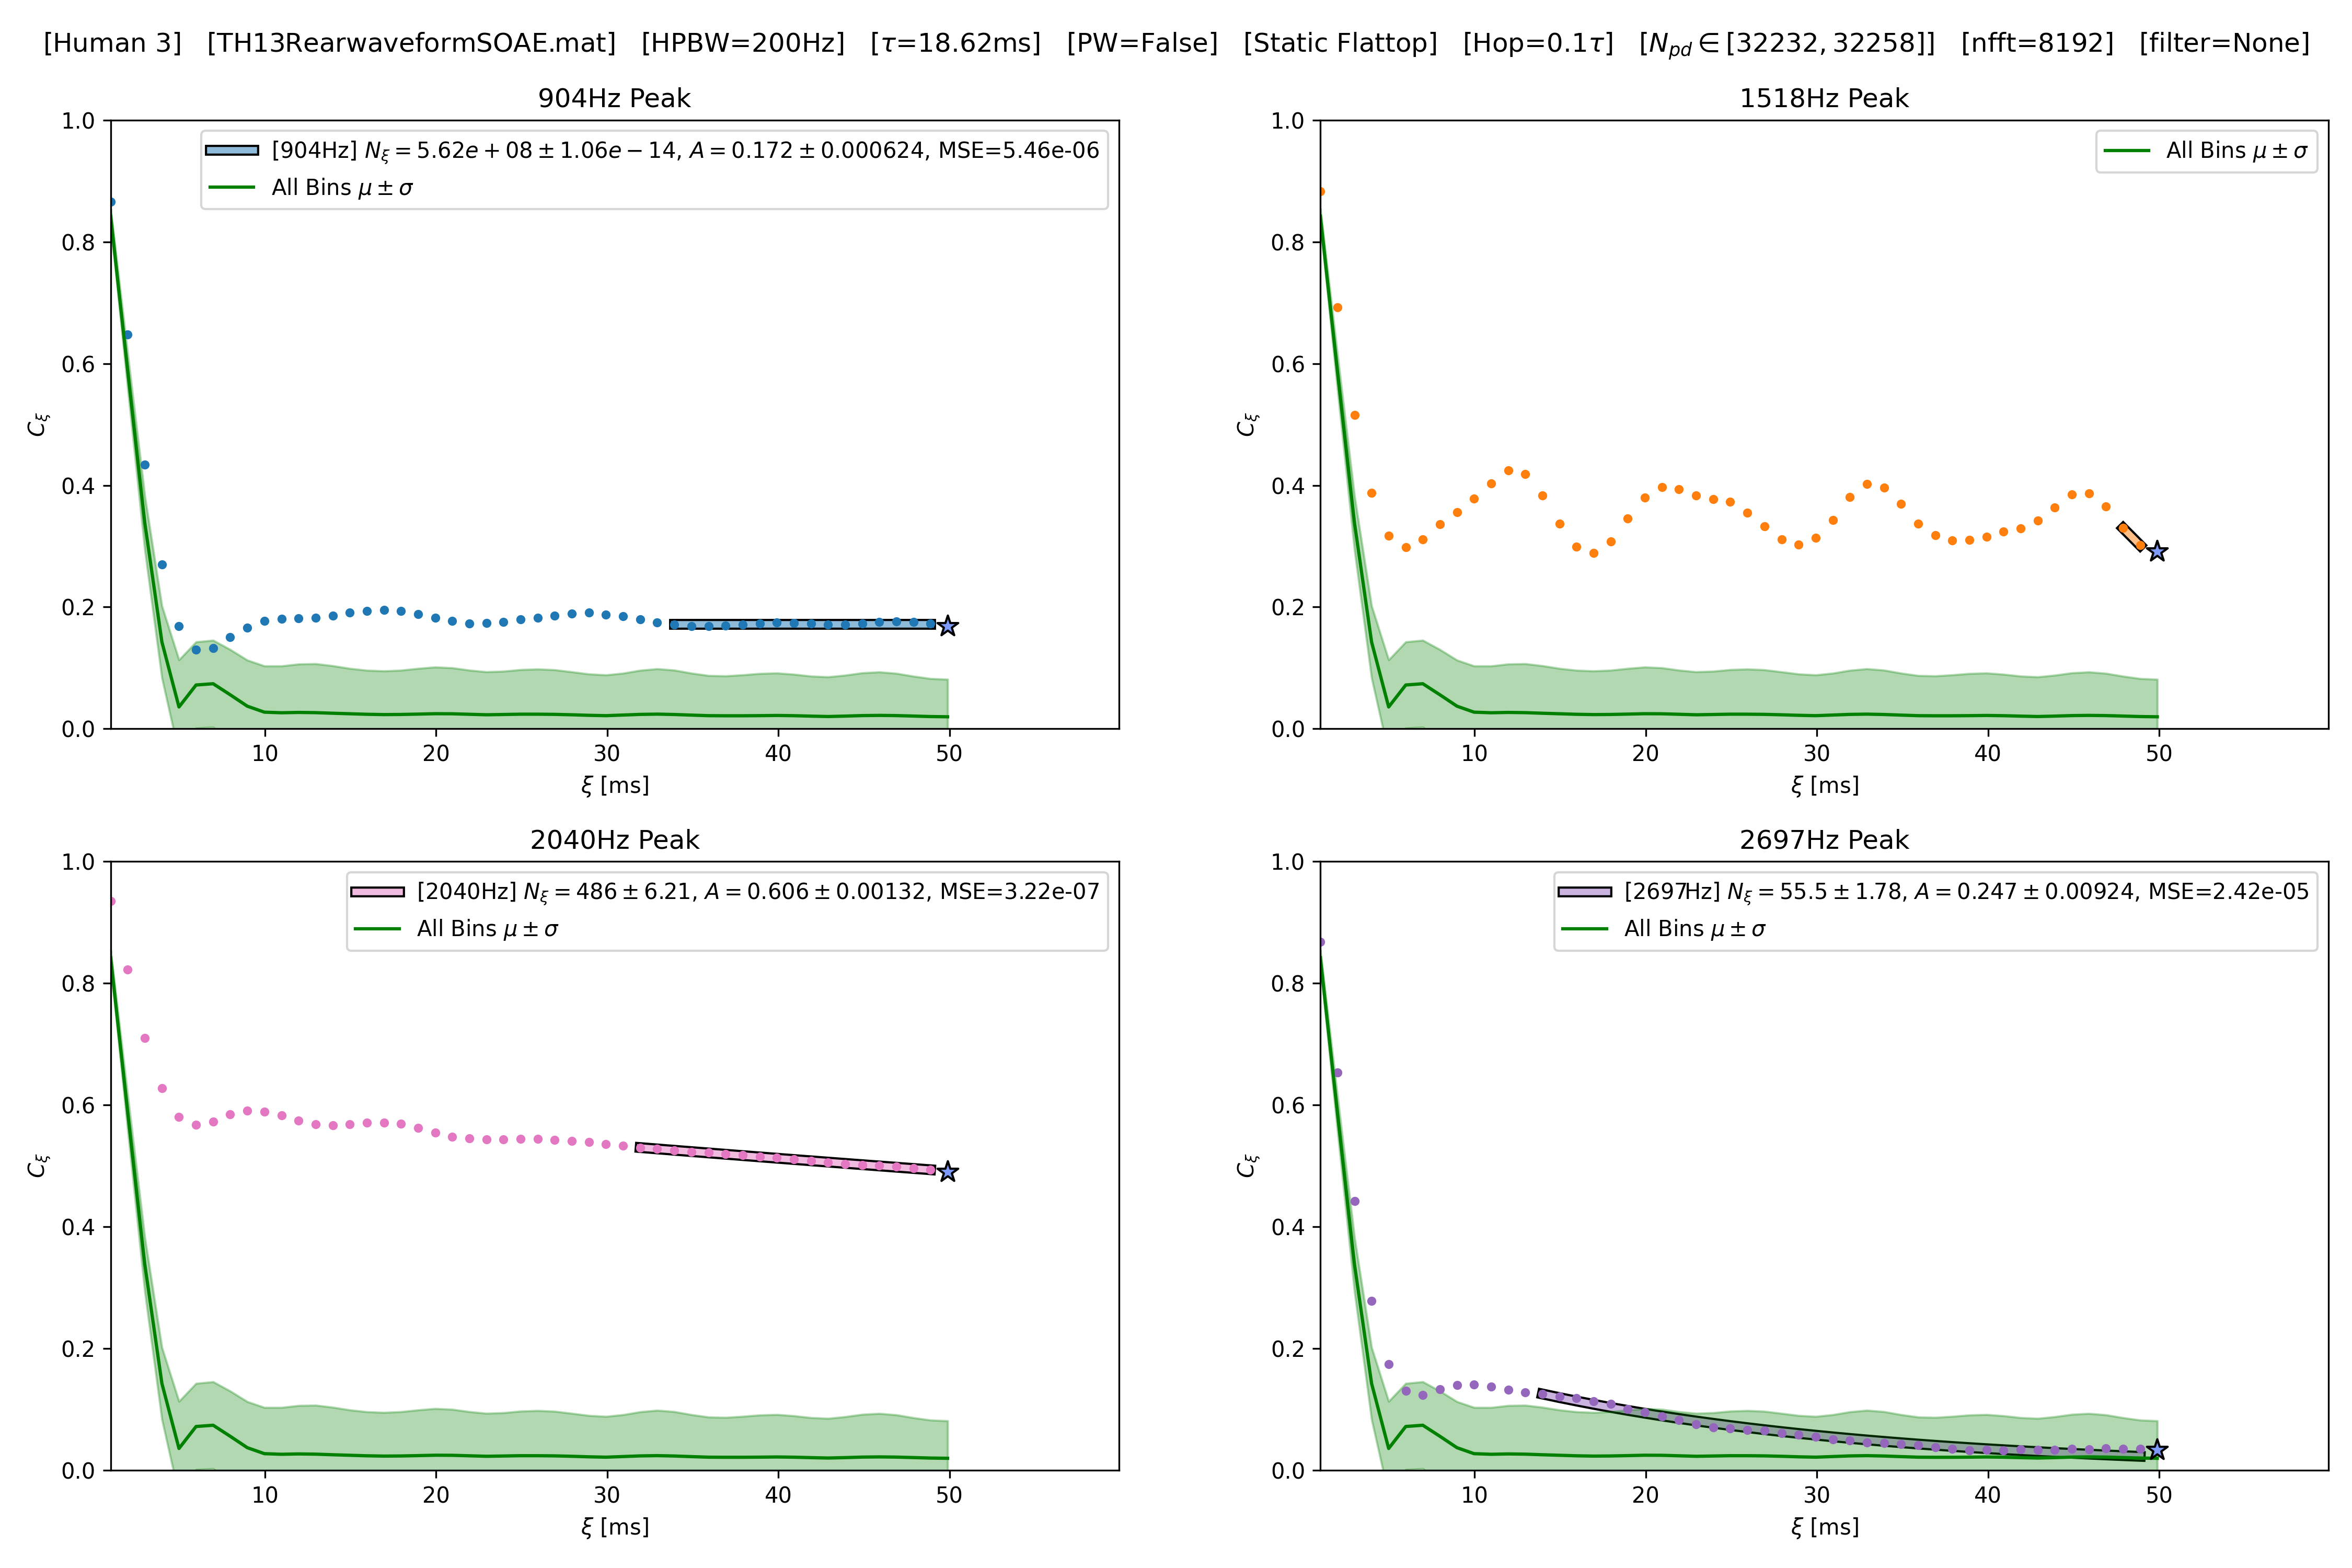 [Human 3] [TH13RearwaveformSOAE.mat] [HPBW=200Hz] [τ=18.62ms] [PW=False] [Static Flattop] [Hop=0.1τ] [N_pd ∈ [32232, 32258]] [nfft=8192] [filter=None]
904Hz Peak
[904Hz] N_ξ = 5.62e + 08 ± 1.06e − 14, A = 0.172 ± 0.000624, MSE=5.46e-06
All Bins μ ± σ
1.0
0.8
0.6
0.4
0.2
0.0
C_ξ
10 20 30 40 50
ξ [ms]
1518Hz Peak
All Bins μ ± σ
1.0
0.8
0.6
0.4
0.2
0.0
C_ξ
10 20 30 40 50
ξ [ms]
2040Hz Peak
[2040Hz] N_ξ = 486 ± 6.21, A = 0.606 ± 0.00132, MSE=3.22e-07
All Bins μ ± σ
1.0
0.8
0.6
0.4
0.2
0.0
C_ξ
10 20 30 40 50
ξ [ms]
2697Hz Peak
[2697Hz] N_ξ = 55.5 ± 1.78, A = 0.247 ± 0.00924, MSE=2.42e-05
All Bins μ ± σ
1.0
0.8
0.6
0.4
0.2
0.0
C_ξ
10 20 30 40 50
ξ [ms]